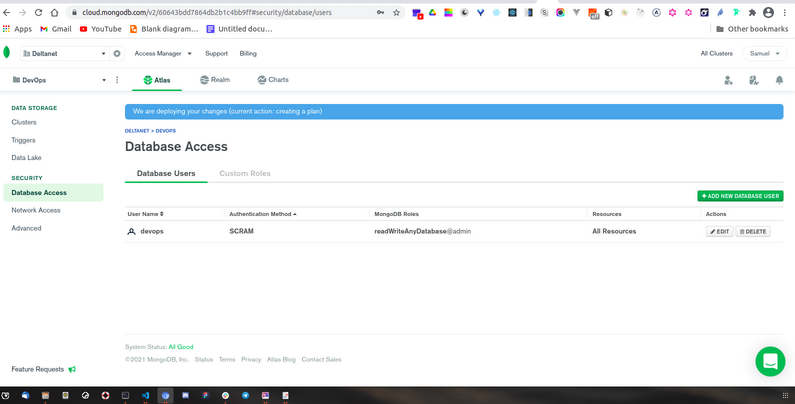 cloud.mongodb.com/v2/60643bdd7864db2b1c4bb9ff#security/database/users
Apps Gmail YouTube Blank diagram... Untitled docu... Other bookmarks
Deltanet Access Manager Support Billing All Clusters Samuel
DevOps Atlas Realm Charts
DATA STORAGE
Clusters
Triggers
Data Lake
SECURITY
Database Access
Network Access
Advanced
Feature Requests
We are deploying your changes (current action: creating a plan)
DELTANET > DEVOPS
Database Access
Database Users Custom Roles
+ ADD NEW DATABASE USER
User Name Authentication Method MongoDB Roles Resources Actions
devops SCRAM readWriteAnyDatabase@admin All Resources EDIT DELETE
System Status: All Good
©2021 MongoDB, Inc. Status Terms Privacy Atlas Blog Contact Sales